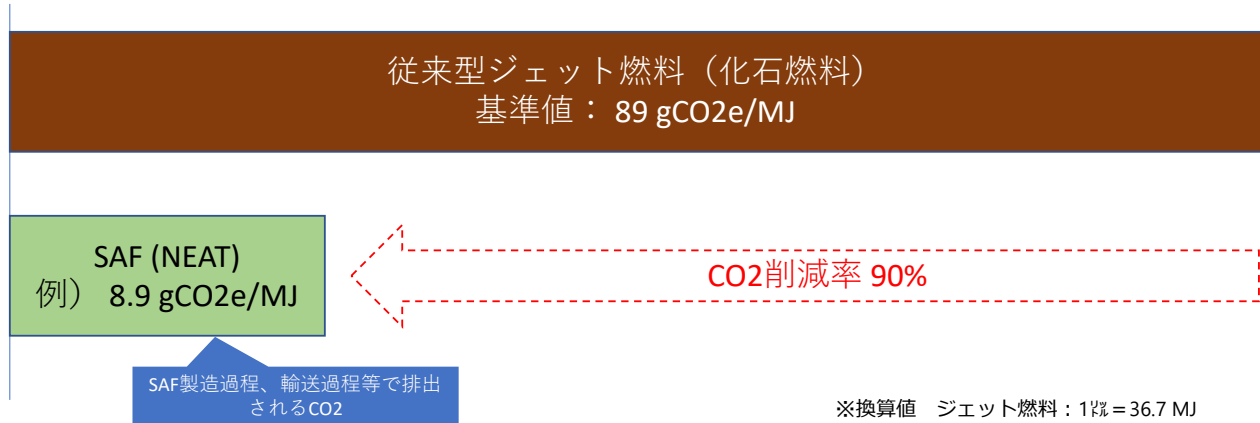 従来型ジェット燃料（化石燃料）
基準値： 89 gCO2e/MJ
SAF (NEAT)
例） 8.9 gCO2e/MJ
CO2削減率 90%
SAF製造過程、輸送過程等で排出
されるCO2
※換算値　ジェット燃料：1㍑＝36.7 MJ